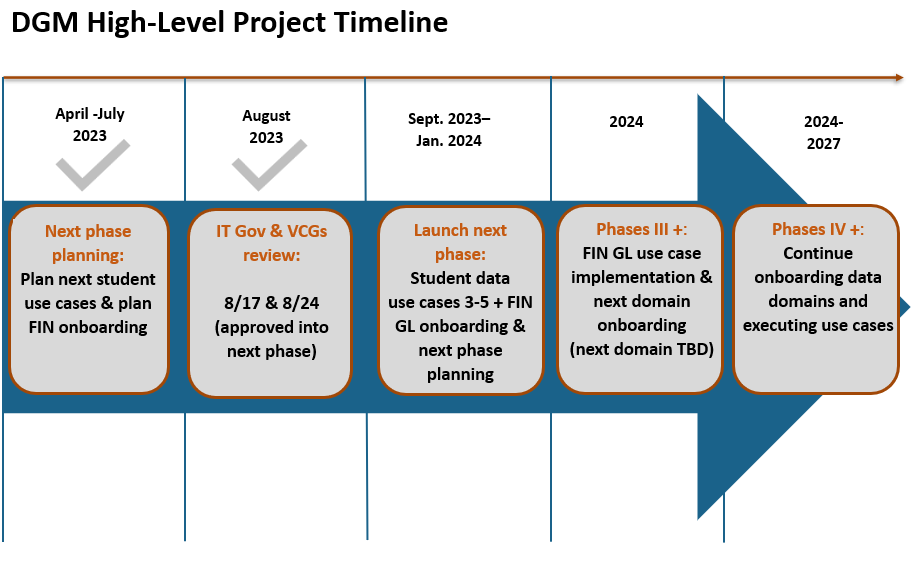 DGM High-Level Project Timeline
April -July
2023
August
2023
Sept. 2023–
Jan. 2024
2024
2024-
2027
Next phase
planning:
Plan next student
use cases & plan
FIN onboarding
IT Gov & VCGs
review:
8/17 & 8/24
(approved into
next phase)
Launch next
phase:
Student data
use cases 3-5 + FIN
GL onboarding &
next phase
planning
Phases III +:
FIN GL use case
implementation &
next domain
onboarding
(next domain TBD)
Phases IV +:
Continue
onboarding data
domains and
executing use cases